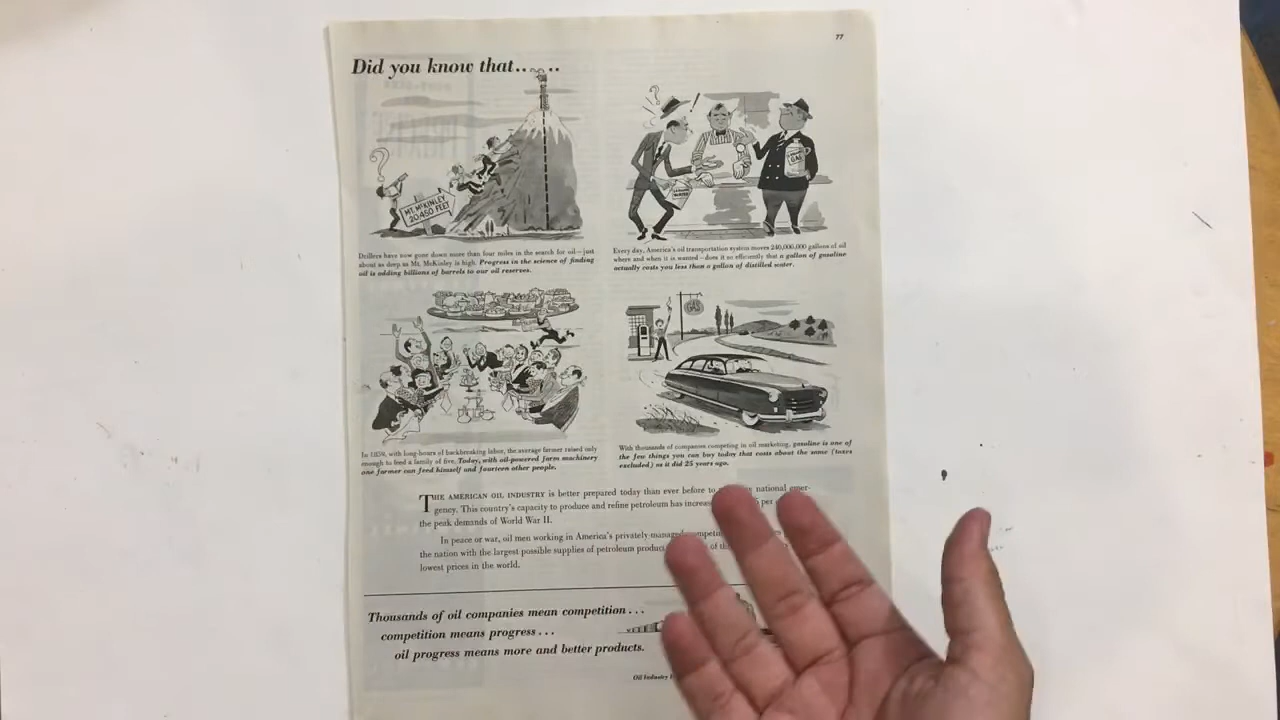 77
Did you know that......
MT. McKINLEY
20,450 FEET
GAS
GAS
Drillers have now gone down more than four miles in the search for oil—just
about as deep as Mt. McKinley is high. Progress in the science of finding
oil is adding billions of barrels to our oil reserves.
Every day, America's oil transportation system moves 240,000,000 gallons of oil
where and when it is wanted—does it so efficiently that a gallon of gasoline
actually costs you less than a gallon of distilled water.
In 1859, with long-hours of backbreaking labor, the average farmer raised only
enough to feed a family of five. Today, with oil-powered farm machinery
one farmer can feed himself and fourteen other people.
With thousands of companies competing in oil marketing, gasoline is one of
the few things you can buy today that costs about the same (taxes
excluded) as it did 25 years ago.
THE AMERICAN OIL INDUSTRY is better prepared today than ever before to national emer-
gency. This country's capacity to produce and refine petroleum has per
the peak demands of World War II.
In peace or war, oil men working in America's privately-managed
the nation with the largest possible supplies of petroleum of
lowest prices in the world.
Thousands of oil companies mean competition...
competition means progress...
oil progress means more and better products.
Oil Industry